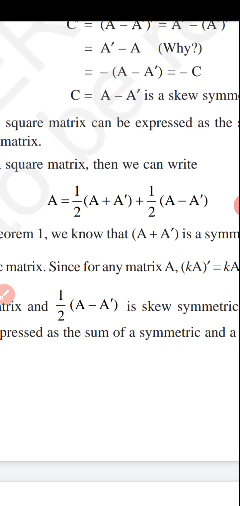 C′ = (A – A′)′ = A′ – (A′)′
= A′ – A (Why?)
= – (A – A′) = – C
C = A – A′ is a skew symm
square matrix can be expressed as the
matrix.
square matrix, then we can write
A = 1/2 (A + A′) + 1/2 (A – A′)
eorem 1, we know that (A + A′) is a symm
c matrix. Since for any matrix A, (kA)′ = kA
trix and 1/2 (A – A′) is skew symmetric
pressed as the sum of a symmetric and a